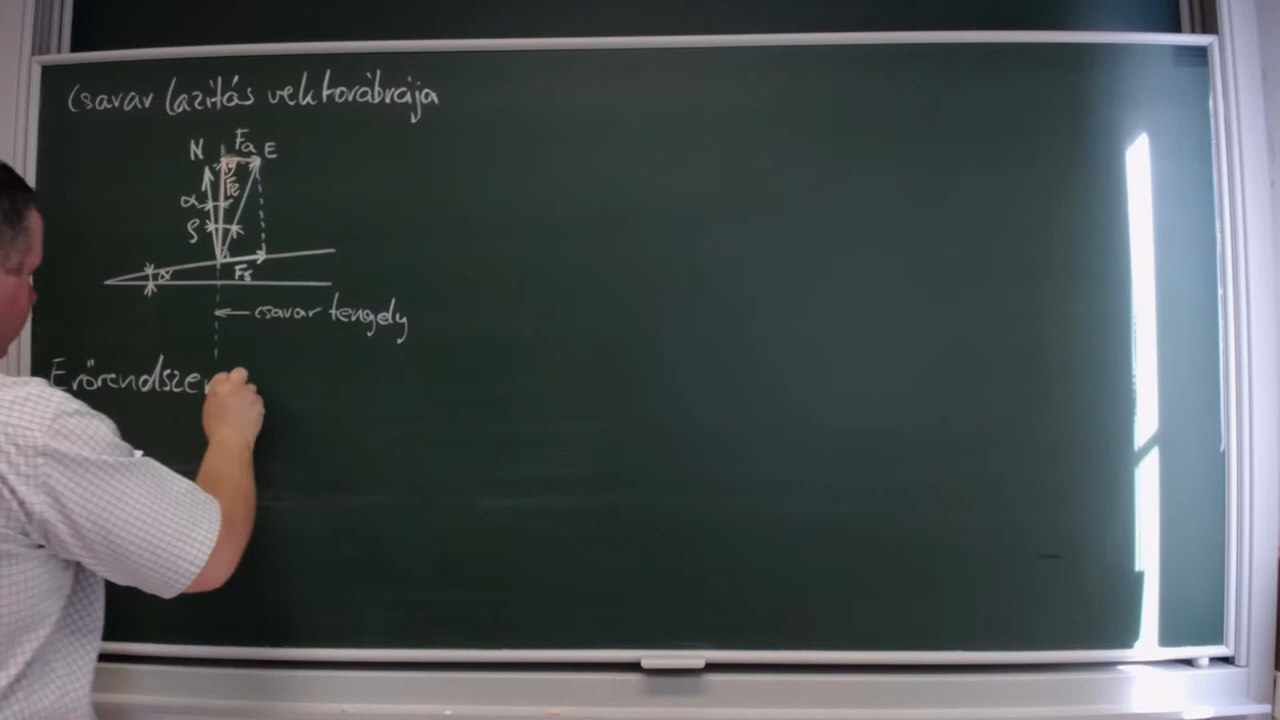 Csavar lazítás vektorábrája
Fa
N E
Fe
α
ρ
α Fs
csavar tengely
Erőrendszer